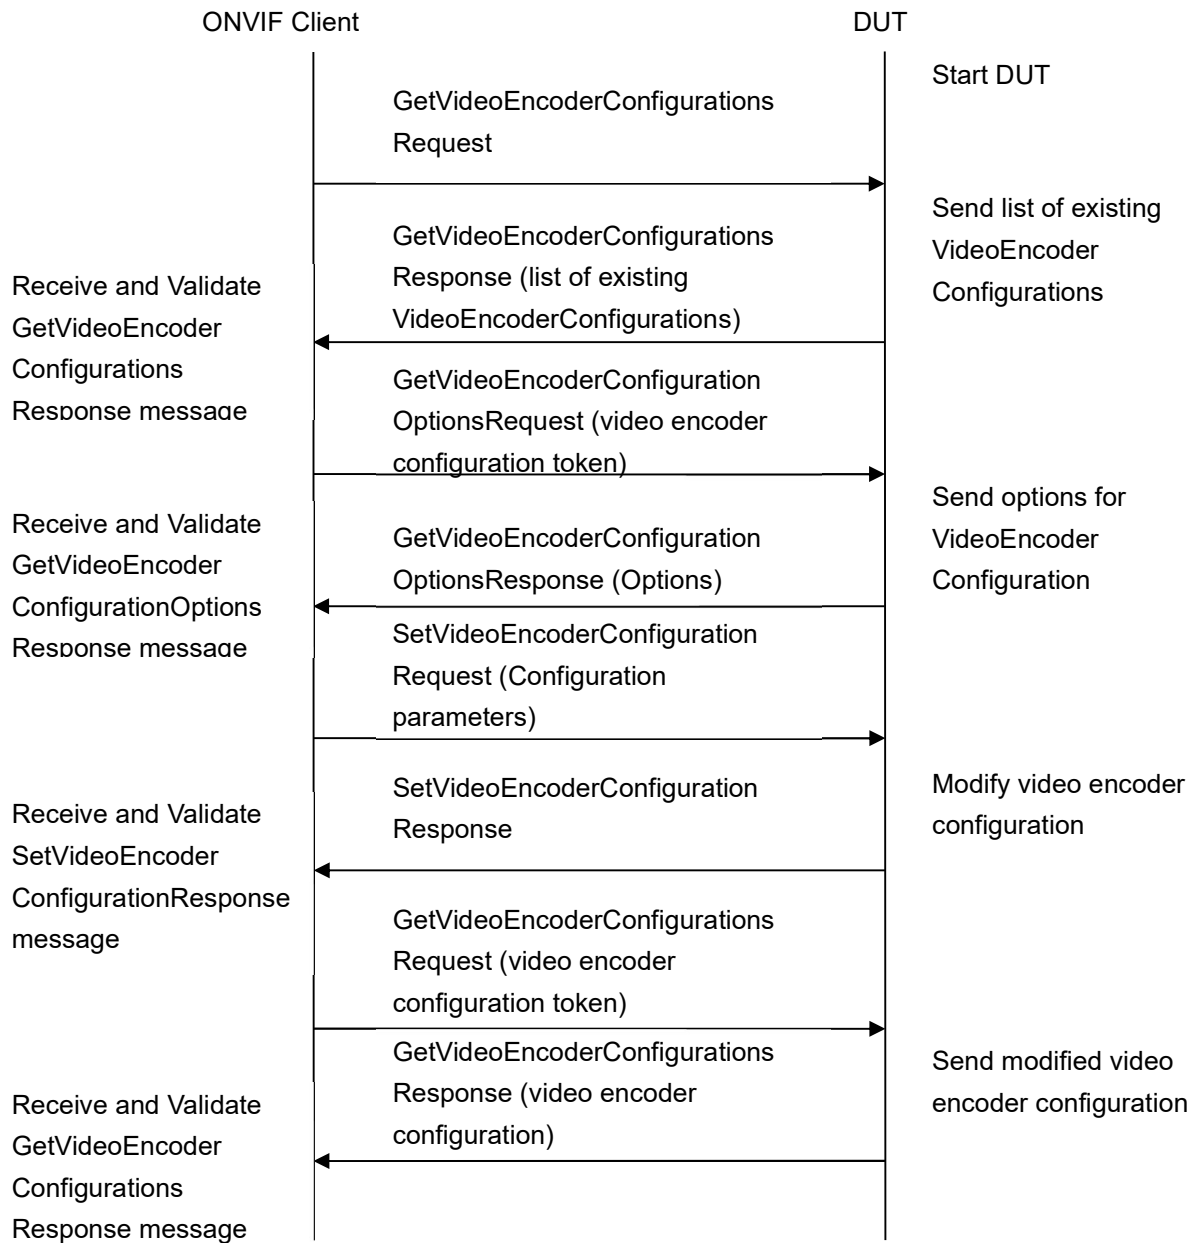 ONVIF Client
DUT
Start DUT
GetVideoEncoderConfigurations
Request
Send list of existing
VideoEncoder
Configurations
GetVideoEncoderConfigurations
Response (list of existing
VideoEncoderConfigurations)
Receive and Validate
GetVideoEncoder
Configurations
Response message
GetVideoEncoderConfiguration
OptionsRequest (video encoder
configuration token)
Send options for
VideoEncoder
Configuration
GetVideoEncoderConfiguration
OptionsResponse (Options)
Receive and Validate
GetVideoEncoder
ConfigurationOptions
Response message
SetVideoEncoderConfiguration
Request (Configuration
parameters)
Modify video encoder
configuration
SetVideoEncoderConfiguration
Response
Receive and Validate
SetVideoEncoder
ConfigurationResponse
message
GetVideoEncoderConfigurations
Request (video encoder
configuration token)
Send modified video
encoder configuration
GetVideoEncoderConfigurations
Response (video encoder
configuration)
Receive and Validate
GetVideoEncoder
Configurations
Response message